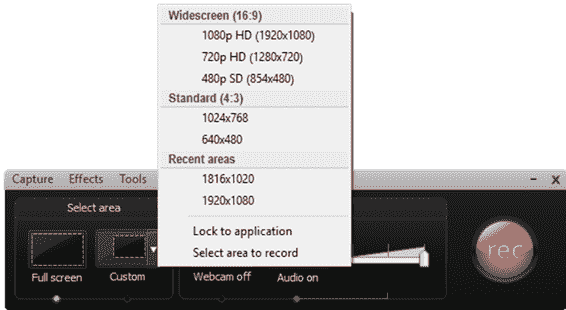 Widescreen (16:9)
1080p HD (1920x1080)
720p HD (1280x720)
480p SD (854x480)
Standard (4:3)
1024x768
640x480
Recent areas
1816x1020
1920x1080
Lock to application
Select area to record
Capture Effects Tools
Select area
Full screen Custom Webcam off Audio on
rec